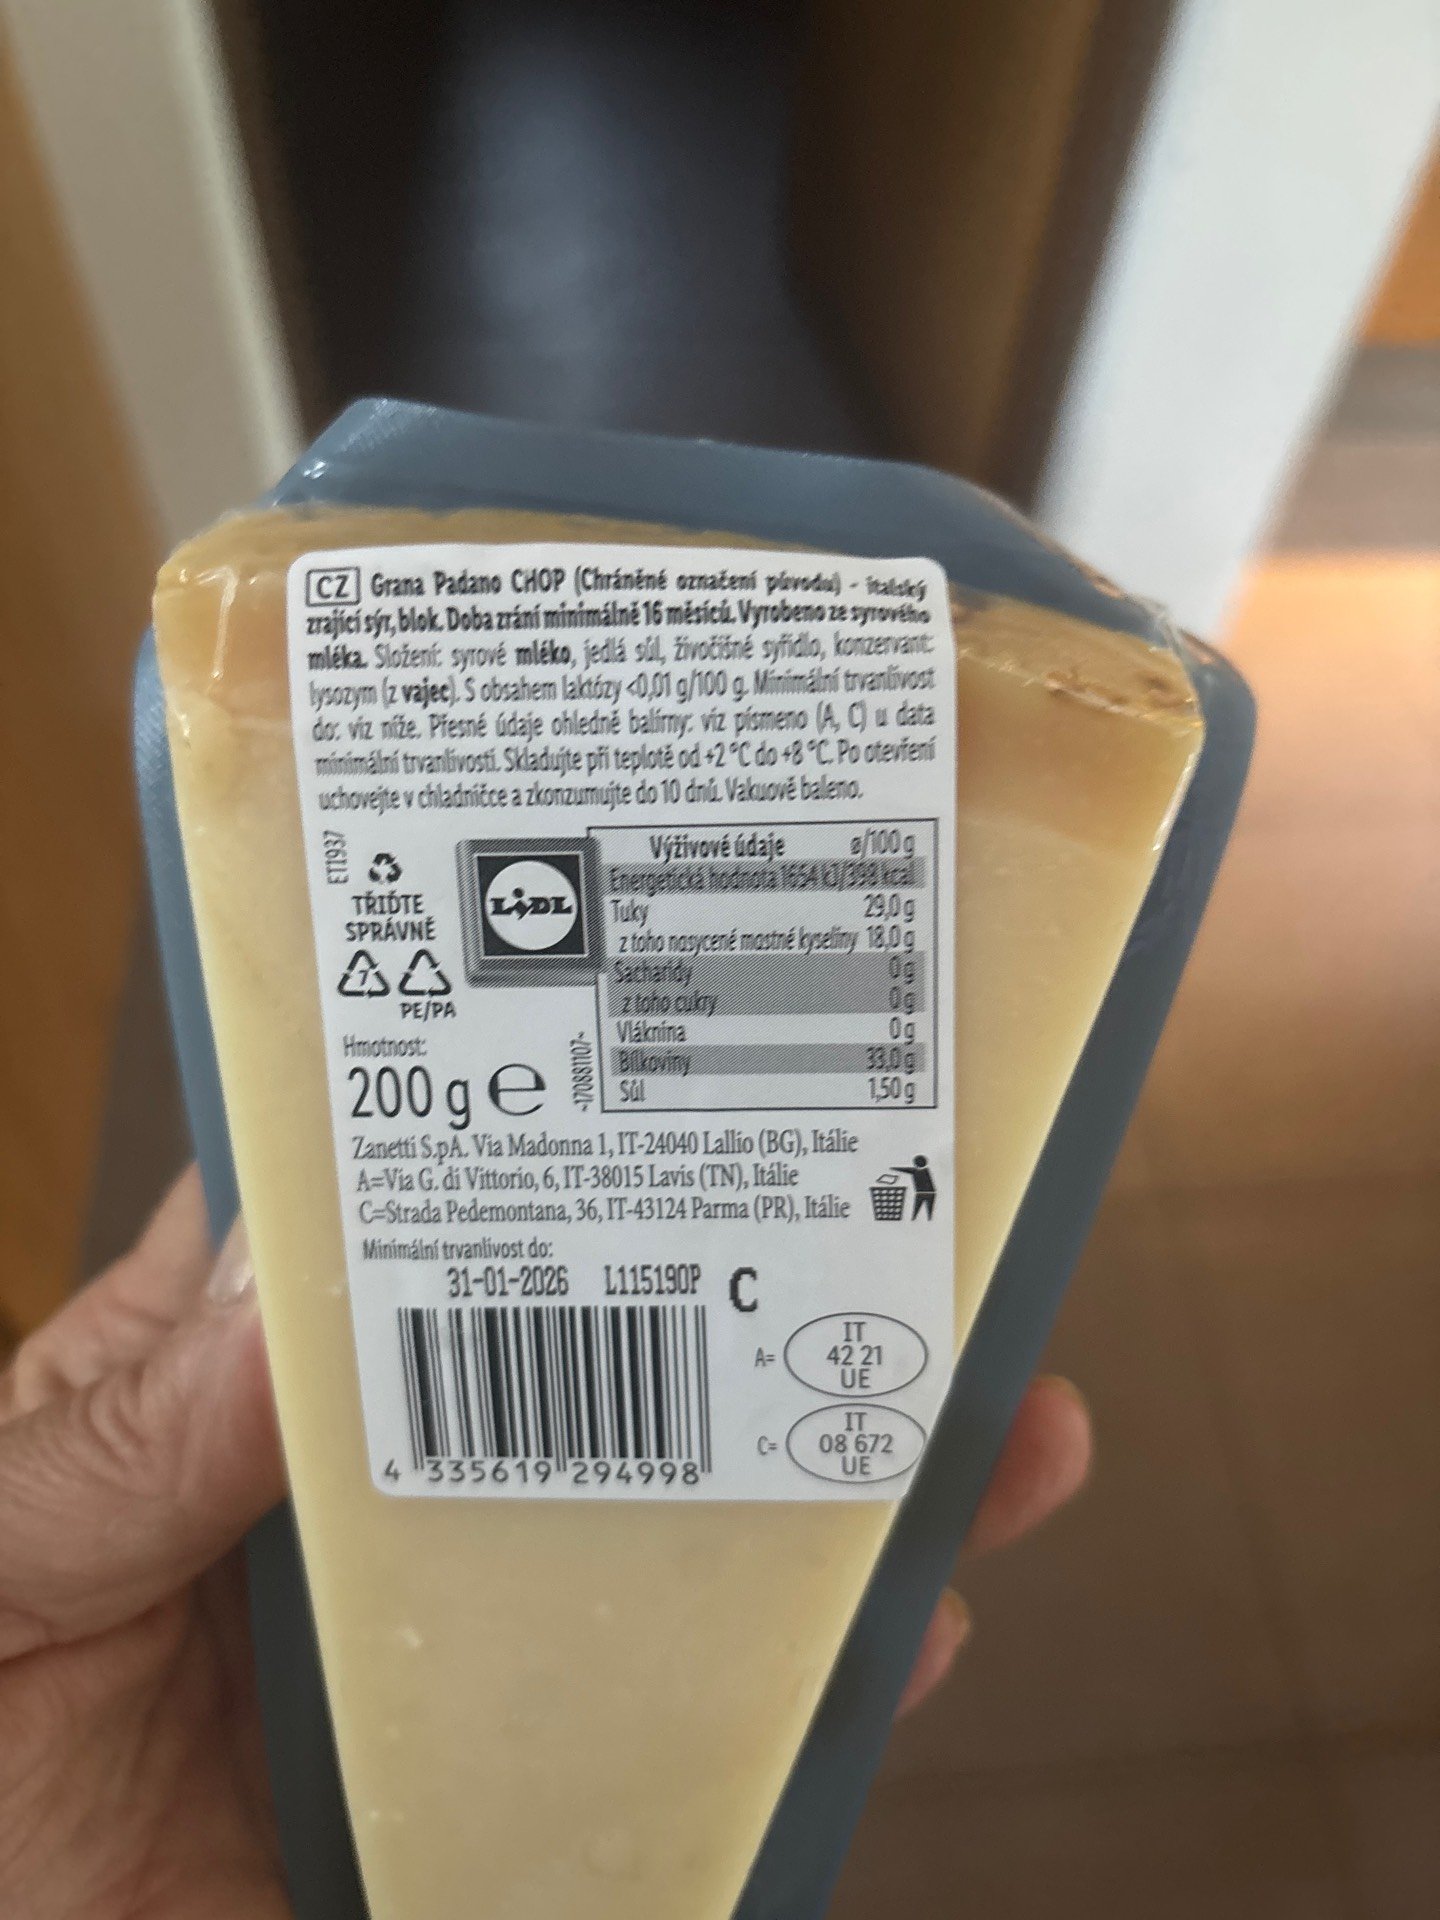 CZ Grana Padano CHOP (Chráněné označení původu) - italský
zrající sýr, blok. Doba zrání minimálně 16 měsíců. Vyrobeno ze syrového
mléka. Složení: syrové mléko, jedlá sůl, živočišné syřidlo, konzervant:
lysozym (z vajec). S obsahem laktózy <0,01 g/100 g. Minimální trvanlivost
do: viz níže. Přesné údaje ohledně balírny: viz písmeno (A, C) u data
minimální trvanlivosti. Skladujte při teplotě od +2 °C do +8 °C. Po otevření
uchovejte v chladničce a zkonzumujte do 10 dnů. Vakuově baleno.
ET1937
TŘIĎTE
SPRÁVNĚ
7
PE/PA
LIDL
Výživové údaje ø/100 g
Energetická hodnota 1654 kJ/398 kcal
Tuky 29,0 g
z toho nasycené mastné kyseliny 18,0 g
Sacharidy 0 g
z toho cukry 0 g
Vláknina 0 g
Bílkoviny 33,0 g
Sůl 1,50 g
Hmotnost:
200 g e
~170881107~
Zanetti S.p.A. Via Madonna 1, IT-24040 Lallio (BG), Itálie
A=Via G. di Vittorio, 6, IT-38015 Lavis (TN), Itálie
C=Strada Pedemontana, 36, IT-43124 Parma (PR), Itálie
Minimální trvanlivost do:
31-01-2026 L115190P C
A= IT
42 21
UE
C= IT
08 672
UE
4 335619 294998